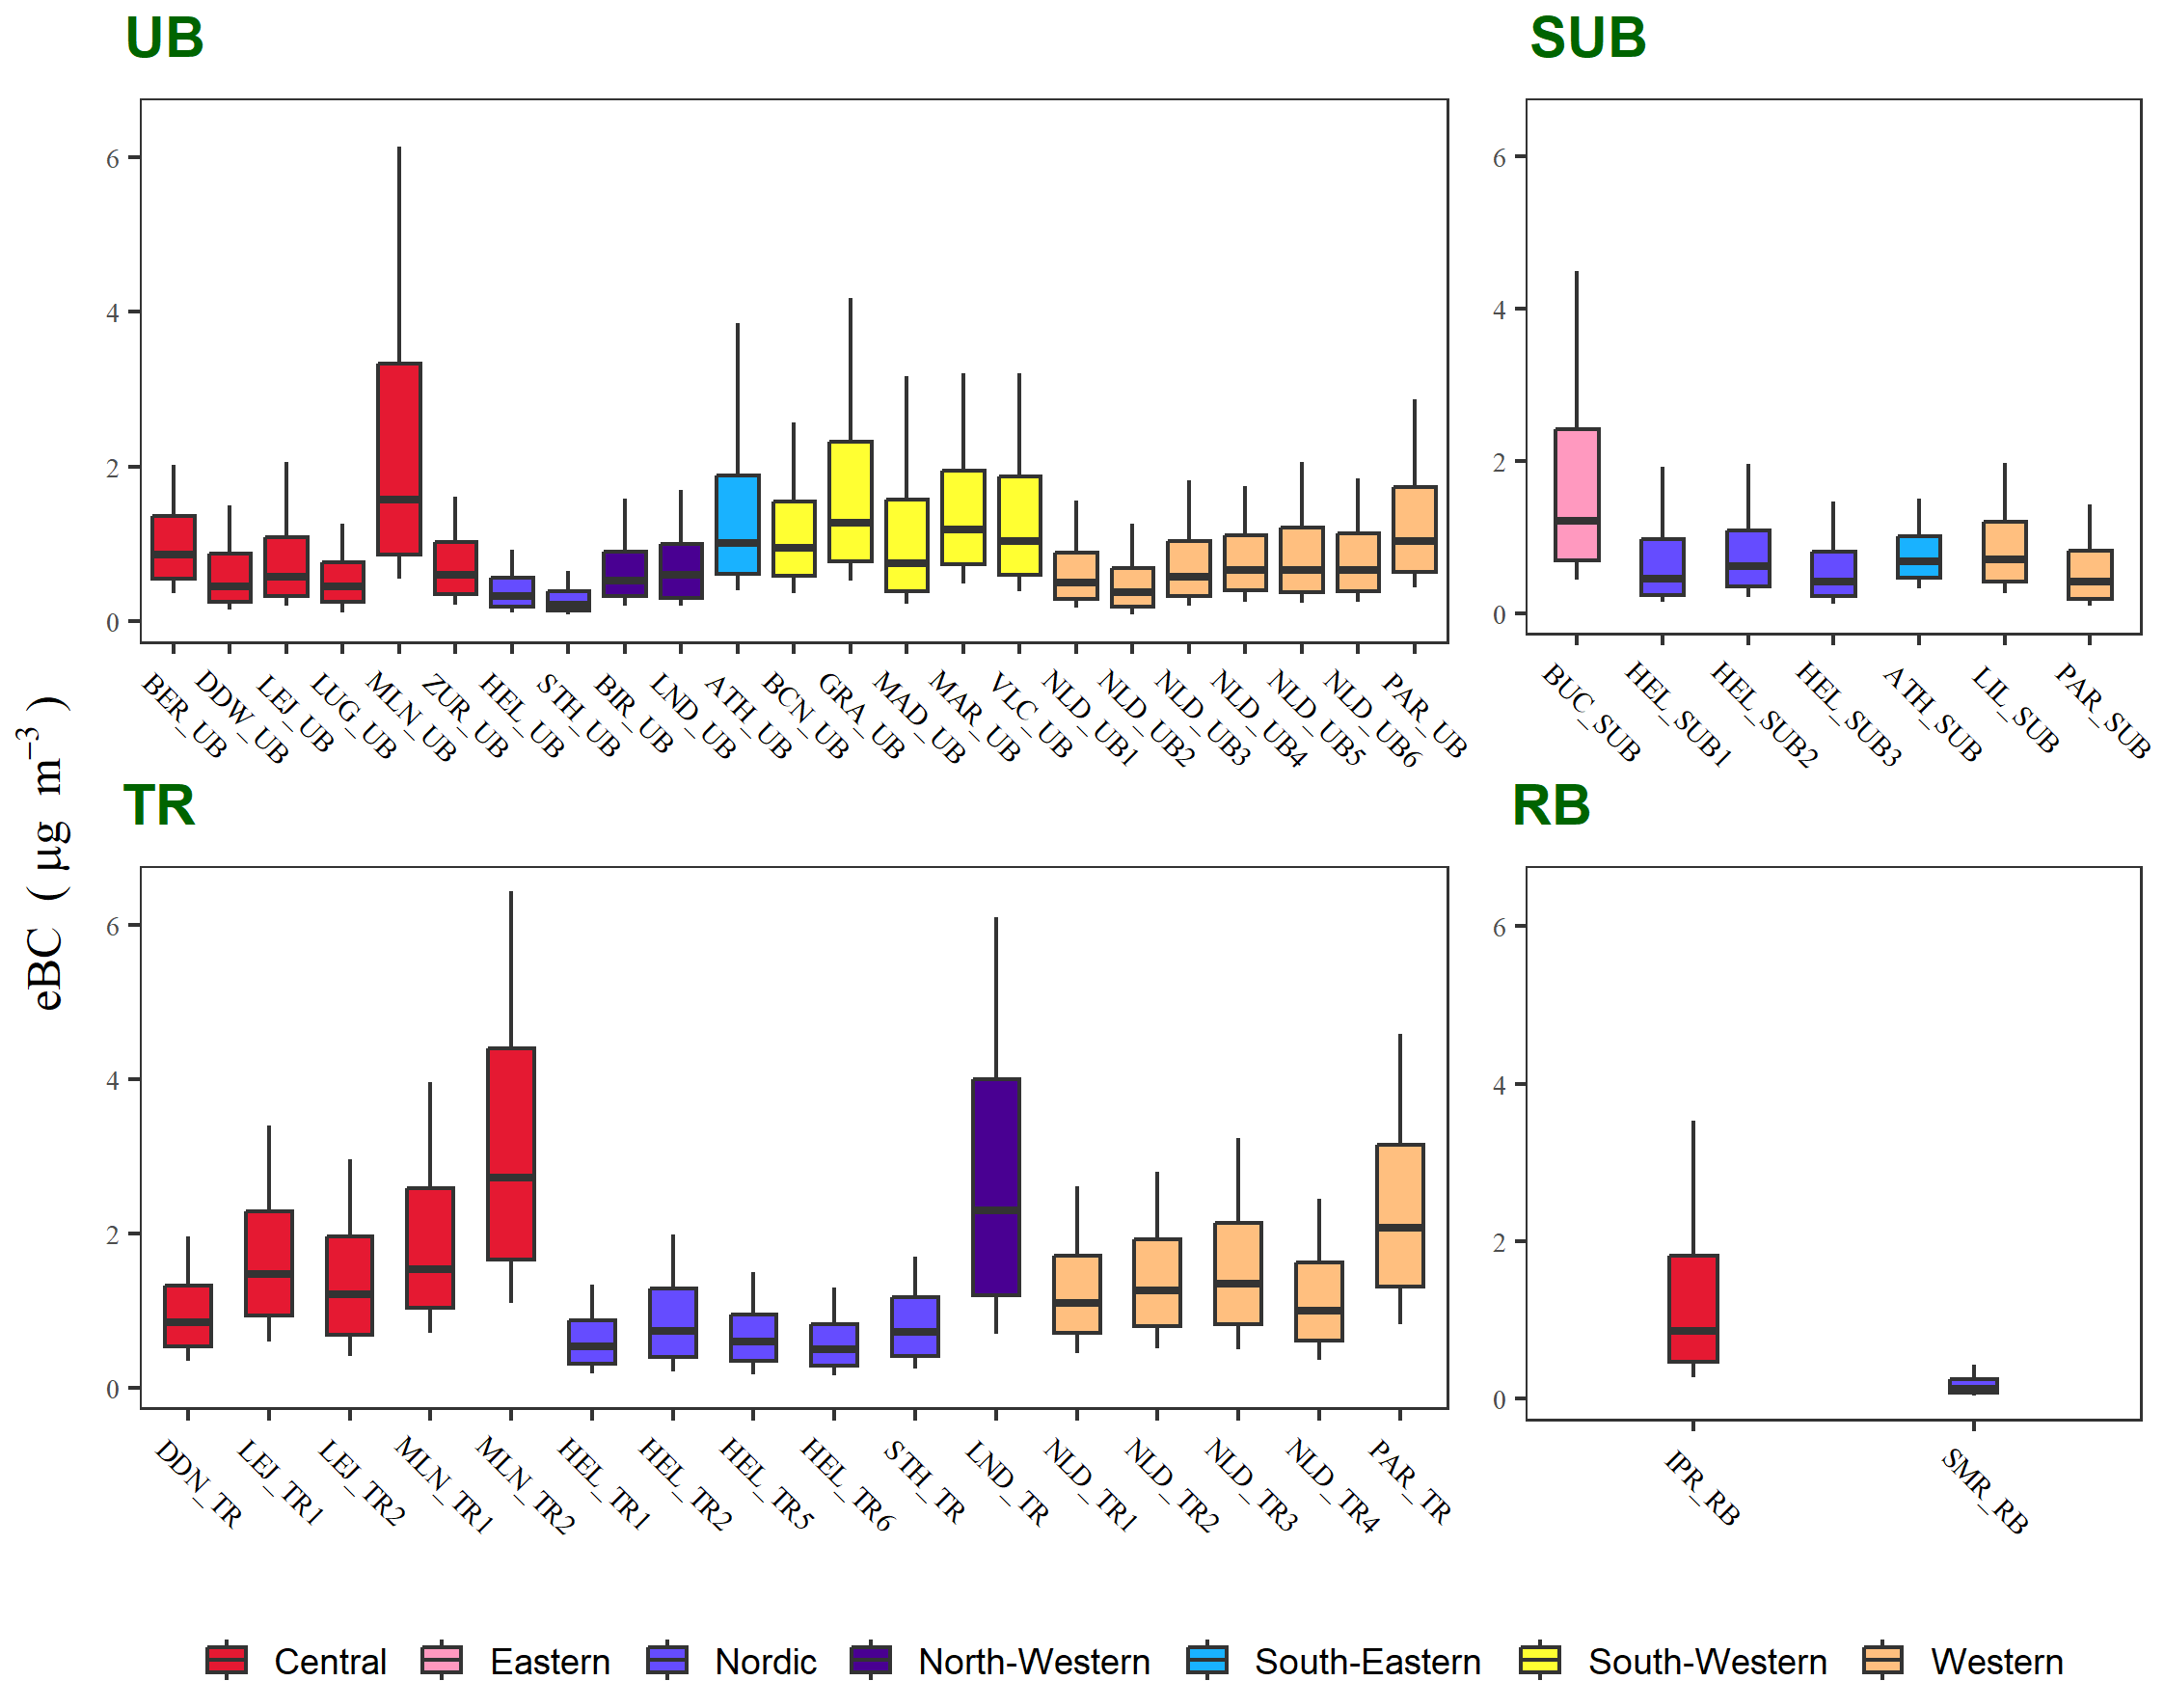 UB
SUB
6
4
2
0
BER_UB
DDW_UB
LEJ_UB
LUG_UB
MLN_UB
ZUR_UB
HEL_UB
STH_UB
BIR_UB
LND_UB
ATH_UB
BCN_UB
GRA_UB
MAD_UB
MAR_UB
VLC_UB
NLD_UB1
NLD_UB2
NLD_UB3
NLD_UB4
NLD_UB5
NLD_UB6
PAR_UB
6
4
2
0
BUC_SUB
HEL_SUB1
HEL_SUB2
HEL_SUB3
ATH_SUB
LIL_SUB
PAR_SUB
eBC ( μg m⁻³ )
TR
RB
6
4
2
0
DDN_TR
LEJ_TR1
LEJ_TR2
MLN_TR1
MLN_TR2
HEL_TR1
HEL_TR2
HEL_TR5
HEL_TR6
STH_TR
LND_TR
NLD_TR1
NLD_TR2
NLD_TR3
NLD_TR4
PAR_TR
6
4
2
0
IPR_RB
SMR_RB
Central Eastern Nordic North-Western South-Eastern South-Western Western